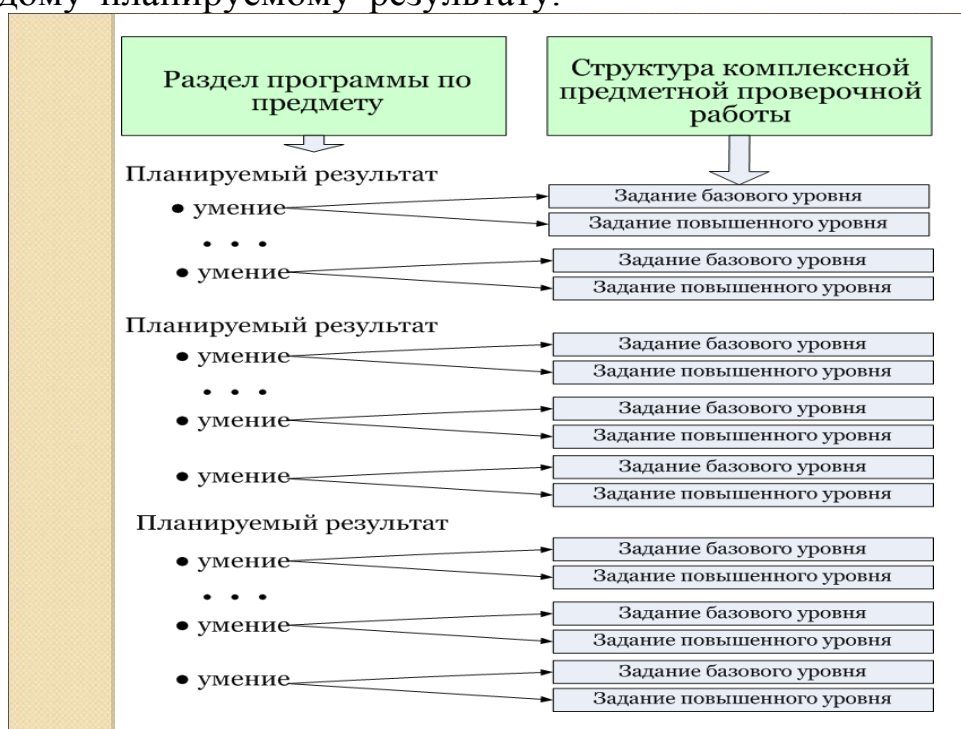 дому планируемому результату.
Раздел программы по
предмету
Структура комплексной
предметной проверочной
работы
Планируемый результат
• умение
Задание базового уровня
Задание повышенного уровня
. . .
• умение
Задание базового уровня
Задание повышенного уровня
Планируемый результат
• умение
Задание базового уровня
Задание повышенного уровня
. . .
• умение
Задание базового уровня
Задание повышенного уровня
• умение
Задание базового уровня
Задание повышенного уровня
Планируемый результат
• умение
Задание базового уровня
Задание повышенного уровня
. . .
• умение
Задание базового уровня
Задание повышенного уровня
• умение
Задание базового уровня
Задание повышенного уровня